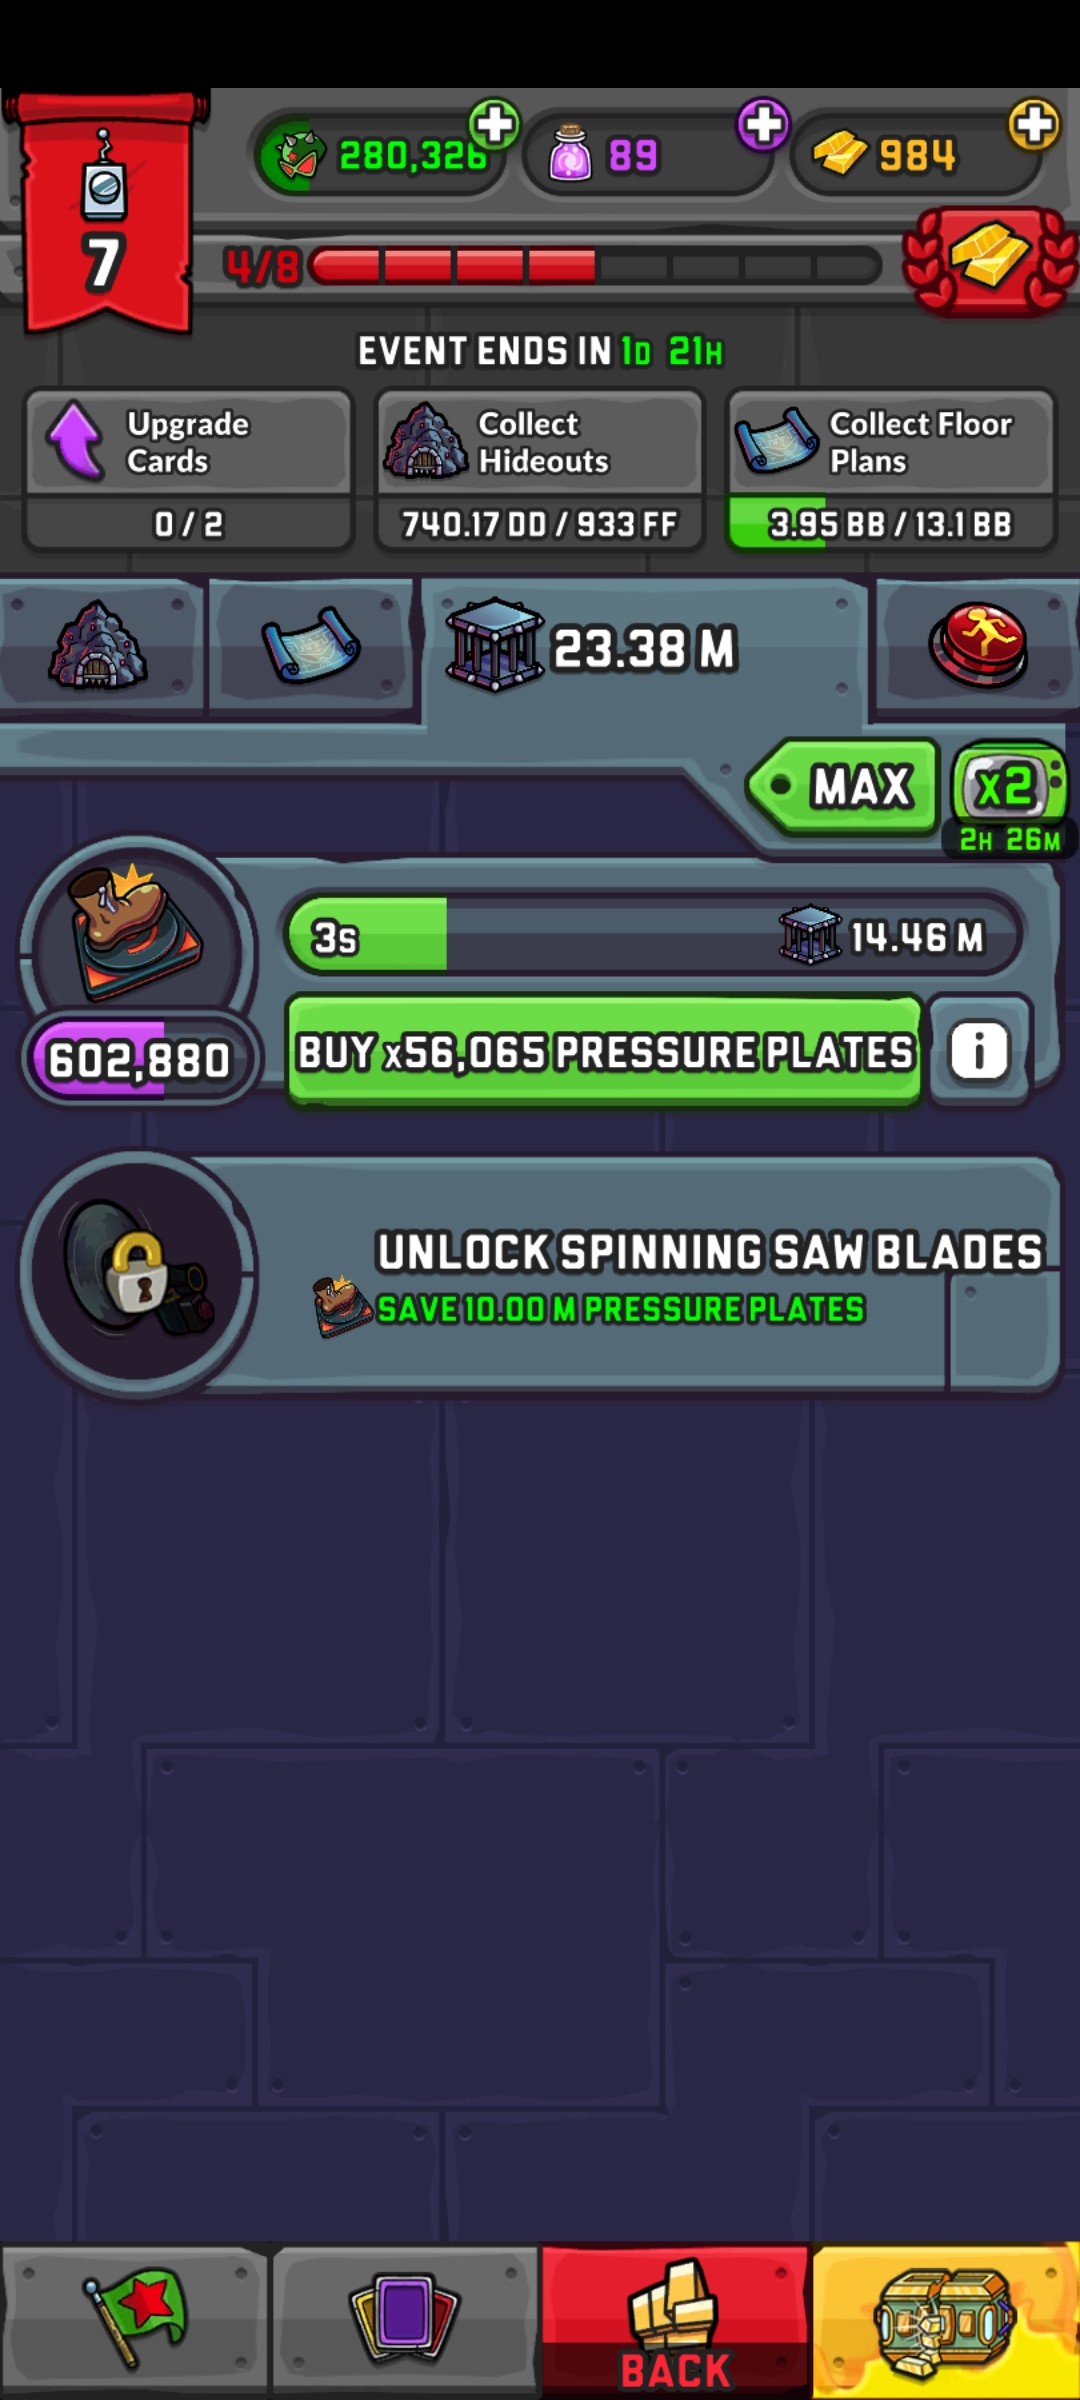 280,326
89
984
7
4/8
EVENT ENDS IN 1D 21H
Upgrade Cards
0 / 2
Collect Hideouts
740.17 DD / 933 FF
Collect Floor Plans
3.95 BB / 13.1 BB
23.38 M
MAX
x2
2H 26M
3s
14.46 M
602,880
BUY x56,065 PRESSURE PLATES
i
UNLOCK SPINNING SAW BLADES
SAVE 10.00 M PRESSURE PLATES
BACK